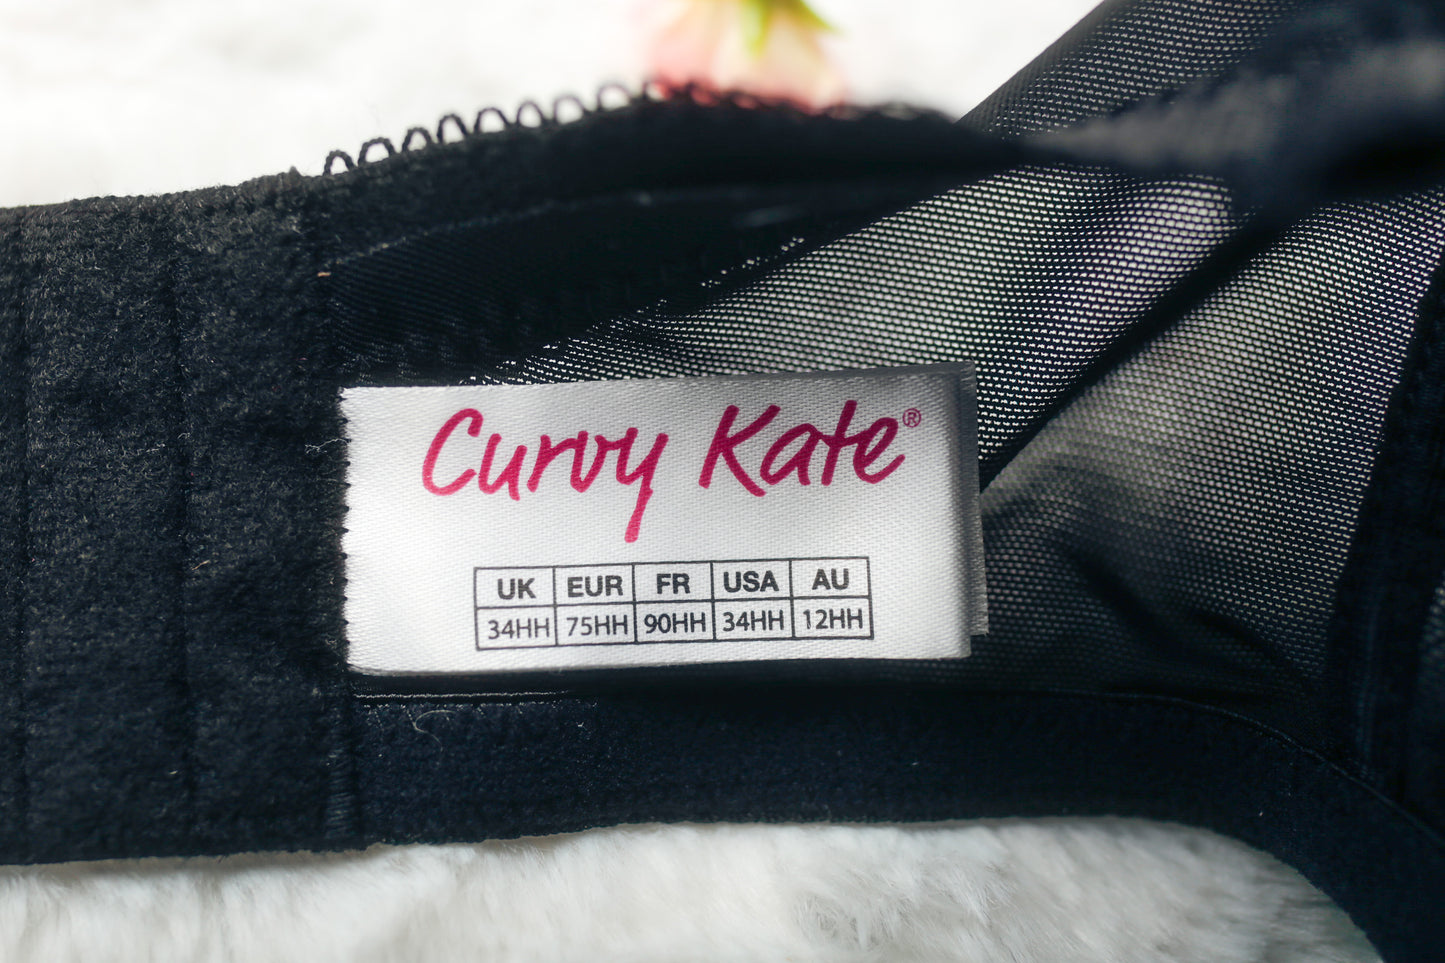 Curvy Kate®
UK EUR FR USA AU
34HH 75HH 90HH 34HH 12HH